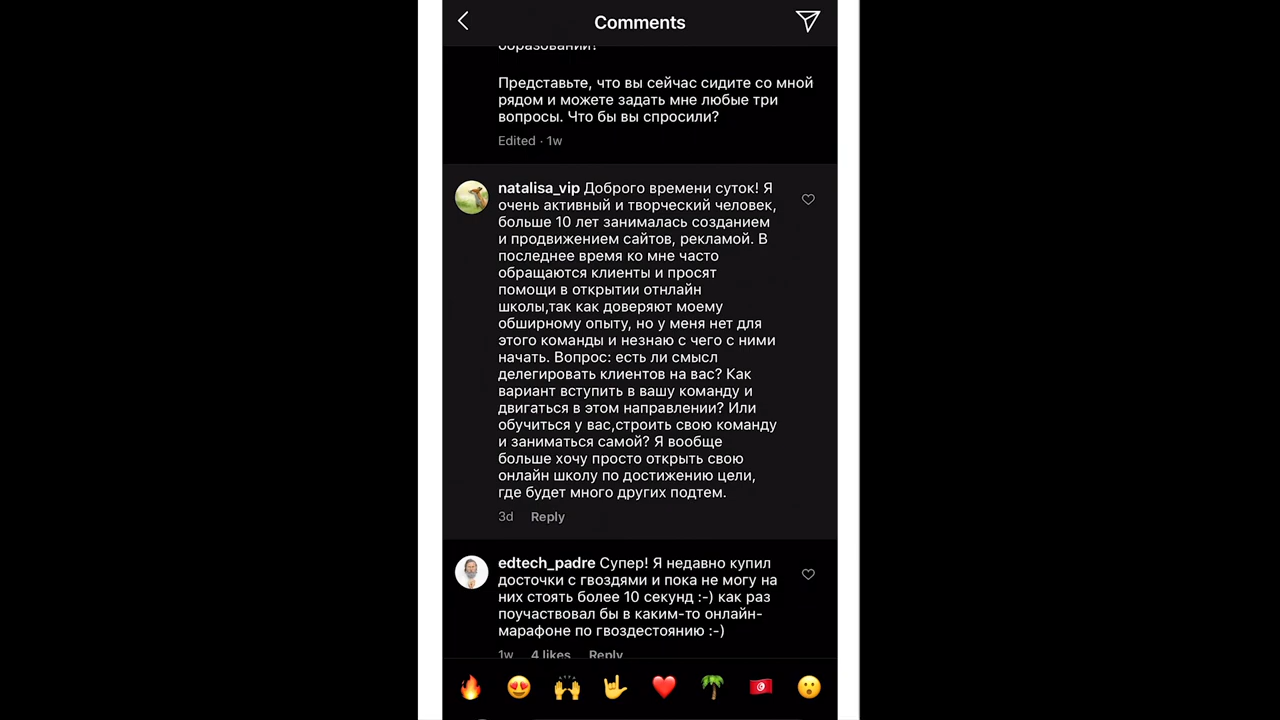 Comments
образовании?
Представьте, что вы сейчас сидите со мной
рядом и можете задать мне любые три
вопросы. Что бы вы спросили?
Edited · 1w
natalisa_vip Доброго времени суток! Я
очень активный и творческий человек,
больше 10 лет занималась созданием
и продвижением сайтов, рекламой. В
последнее время ко мне часто
обращаются клиенты и просят
помощи в открытии отнлайн
школы,так как доверяют моему
обширному опыту, но у меня нет для
этого команды и незнаю с чего с ними
начать. Вопрос: есть ли смысл
делегировать клиентов на вас? Как
вариант вступить в вашу команду и
двигаться в этом направлении? Или
обучиться у вас,строить свою команду
и заниматься самой? Я вообще
больше хочу просто открыть свою
онлайн школу по достижению цели,
где будет много других подтем.
3d Reply
edtech_padre Супер! Я недавно купил
досточки с гвоздями и пока не могу на
них стоять более 10 секунд :-) как раз
поучаствовал бы в каким-то онлайн-
марафоне по гвоздестоянию :-)
1w 4 likes Reply